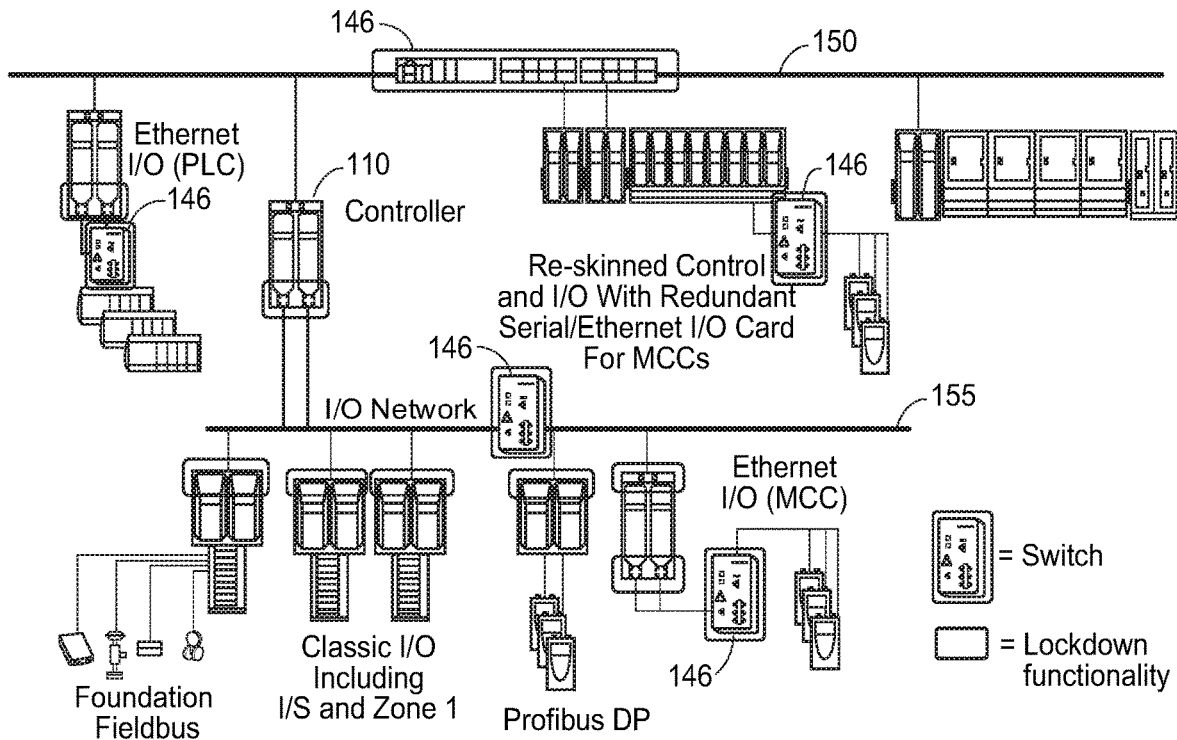 146
150
Ethernet
I/O (PLC)
146
110
Controller
146
Re-skinned Control
and I/O With Redundant
Serial/Ethernet I/O Card
For MCCs
146
I/O Network
155
Ethernet
I/O (MCC)
= Switch
Classic I/O
Including
I/S and Zone 1
146
= Lockdown
functionality
Foundation
Fieldbus
Profibus DP